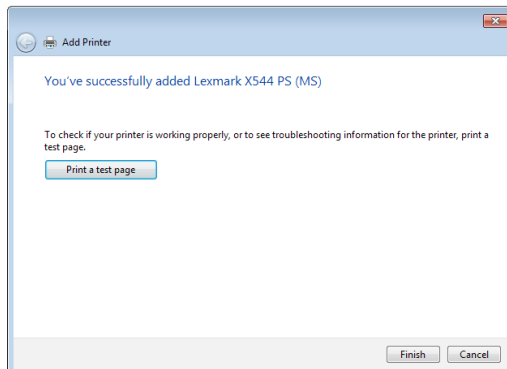 Add Printer
You've successfully added Lexmark X544 PS (MS)
To check if your printer is working properly, or to see troubleshooting information for the printer, print a
test page.
Print a test page
Finish Cancel